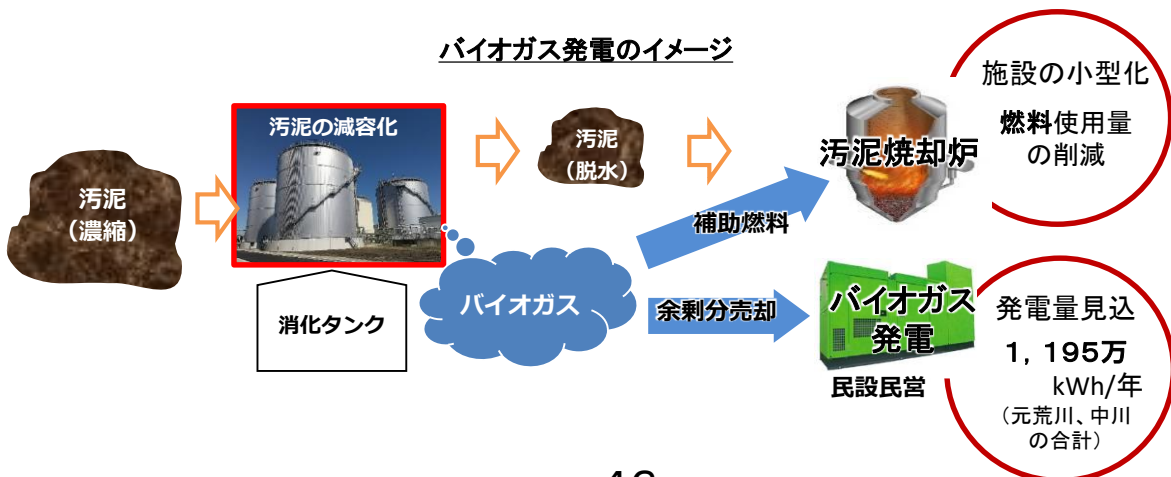 バイオガス発電のイメージ
汚泥
（濃縮）
汚泥の減容化
消化タンク
汚泥
（脱水）
バイオガス
補助燃料
余剰分売却
汚泥焼却炉
施設の小型化
燃料使用量
の削減
バイオガス
発電
民設民営
発電量見込
１，１９５万
kWh/年
（元荒川、中川
の合計）